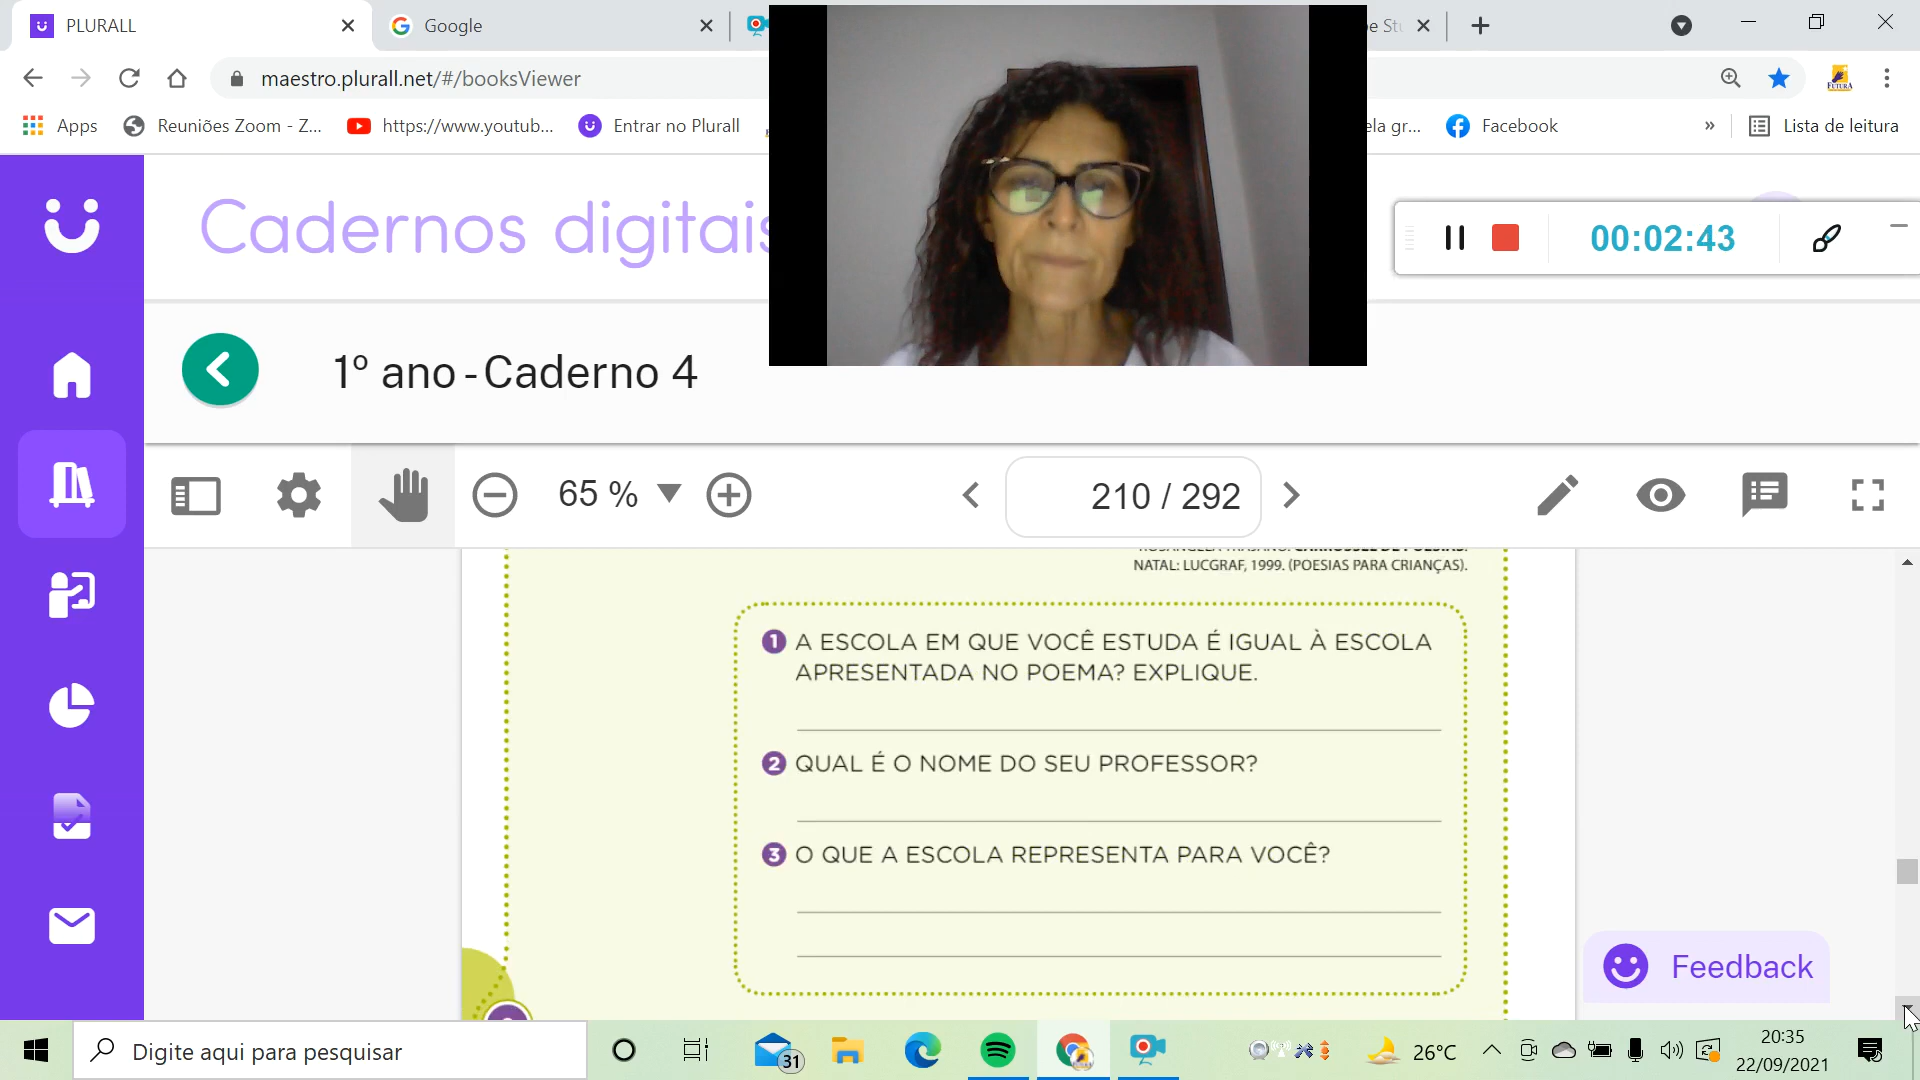 PLURALL
Google
maestro.plurall.net/#/booksViewer
Apps
Reuniões Zoom - Z...
https://www.youtub...
Entrar no Plurall
Facebook
»
Lista de leitura
Cadernos digitais
00:02:43
1º ano - Caderno 4
65 %
210 / 292
NATAL: LUCGRAF, 1999. (POESIAS PARA CRIANÇAS).
1 A ESCOLA EM QUE VOCÊ ESTUDA É IGUAL À ESCOLA
APRESENTADA NO POEMA? EXPLIQUE.
2 QUAL É O NOME DO SEU PROFESSOR?
3 O QUE A ESCOLA REPRESENTA PARA VOCÊ?
Feedback
Digite aqui para pesquisar
31
26°C
20:35
22/09/2021